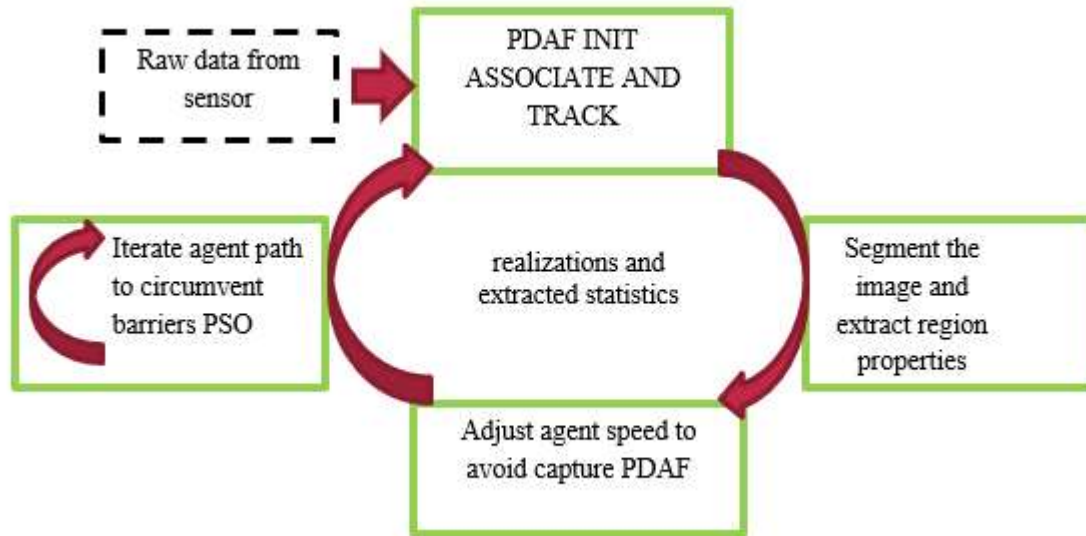 Raw data from
sensor
PDAF INIT
ASSOCIATE AND
TRACK
Iterate agent path
to circumvent
barriers PSO
realizations and
extracted statistics
Segment the
image and
extract region
properties
Adjust agent speed to
avoid capture PDAF